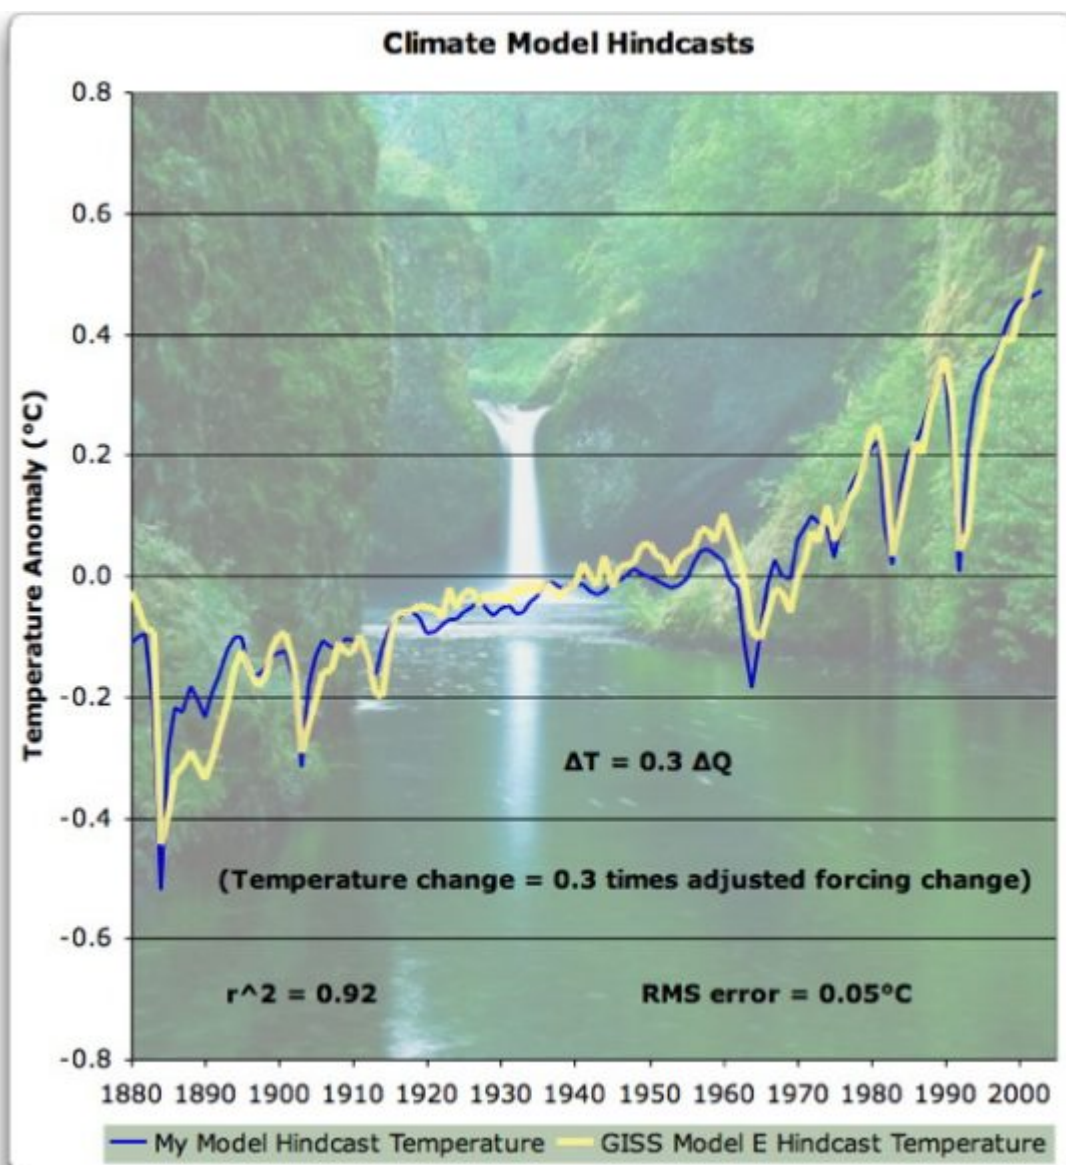 Climate Model Hindcasts
0.8
0.6
0.4
0.2
0.0
-0.2
-0.4
-0.6
-0.8
Temperature Anomaly (ºC)
ΔT = 0.3 ΔQ
(Temperature change = 0.3 times adjusted forcing change)
r^2 = 0.92 RMS error = 0.05ºC
1880 1890 1900 1910 1920 1930 1940 1950 1960 1970 1980 1990 2000
My Model Hindcast Temperature GISS Model E Hindcast Temperature